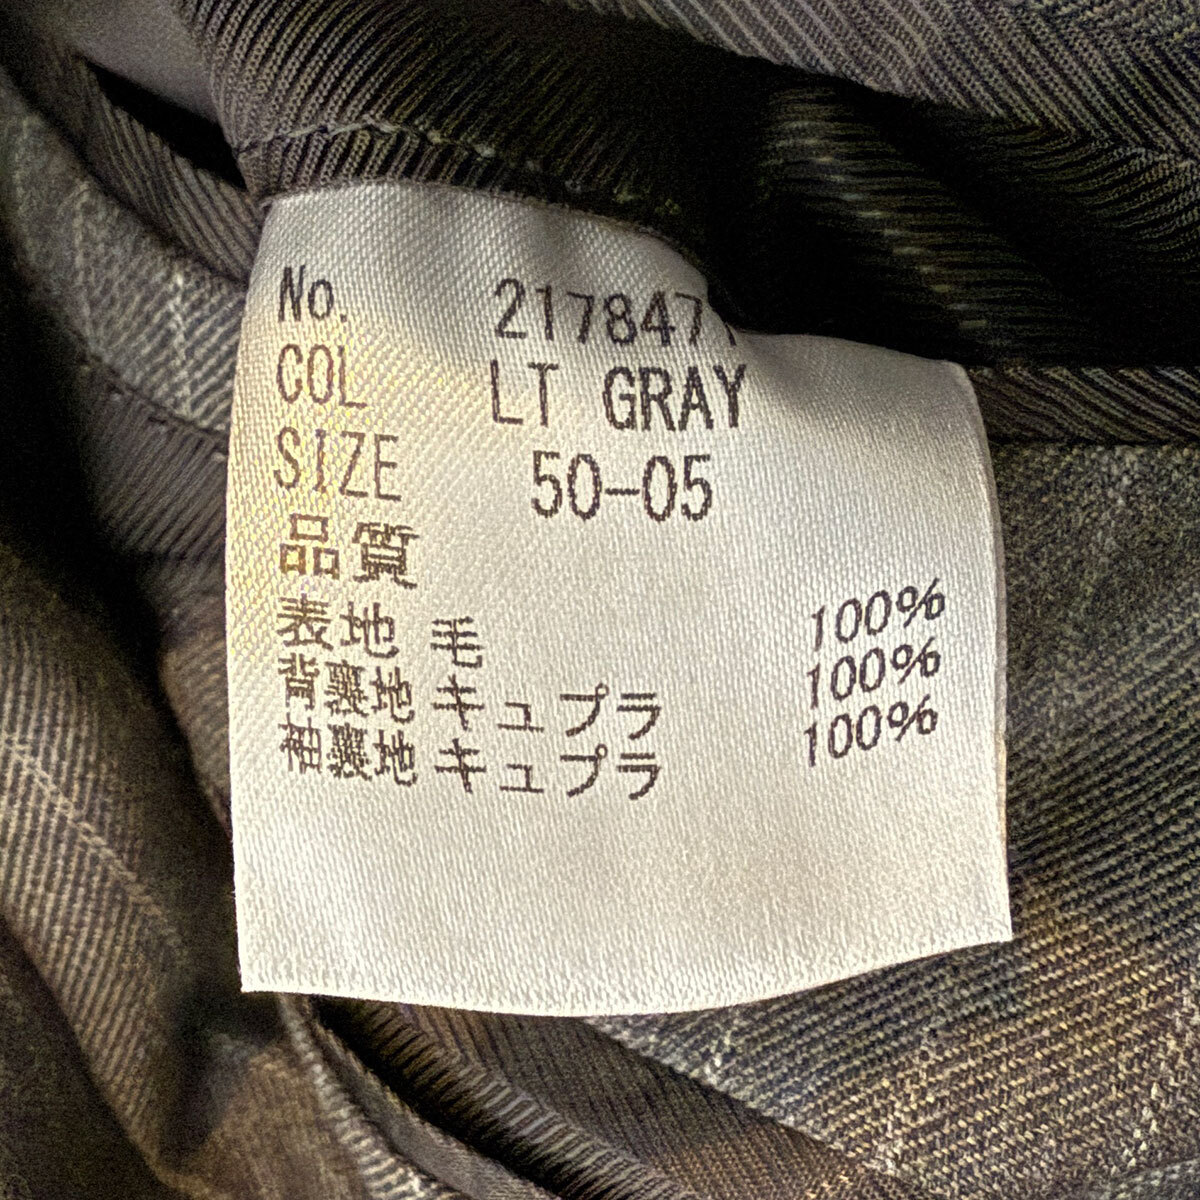 No. 217847
COL LT GRAY
SIZE 50-05
品質
表地 毛 100%
背裏地 キュプラ 100%
袖裏地 キュプラ 100%